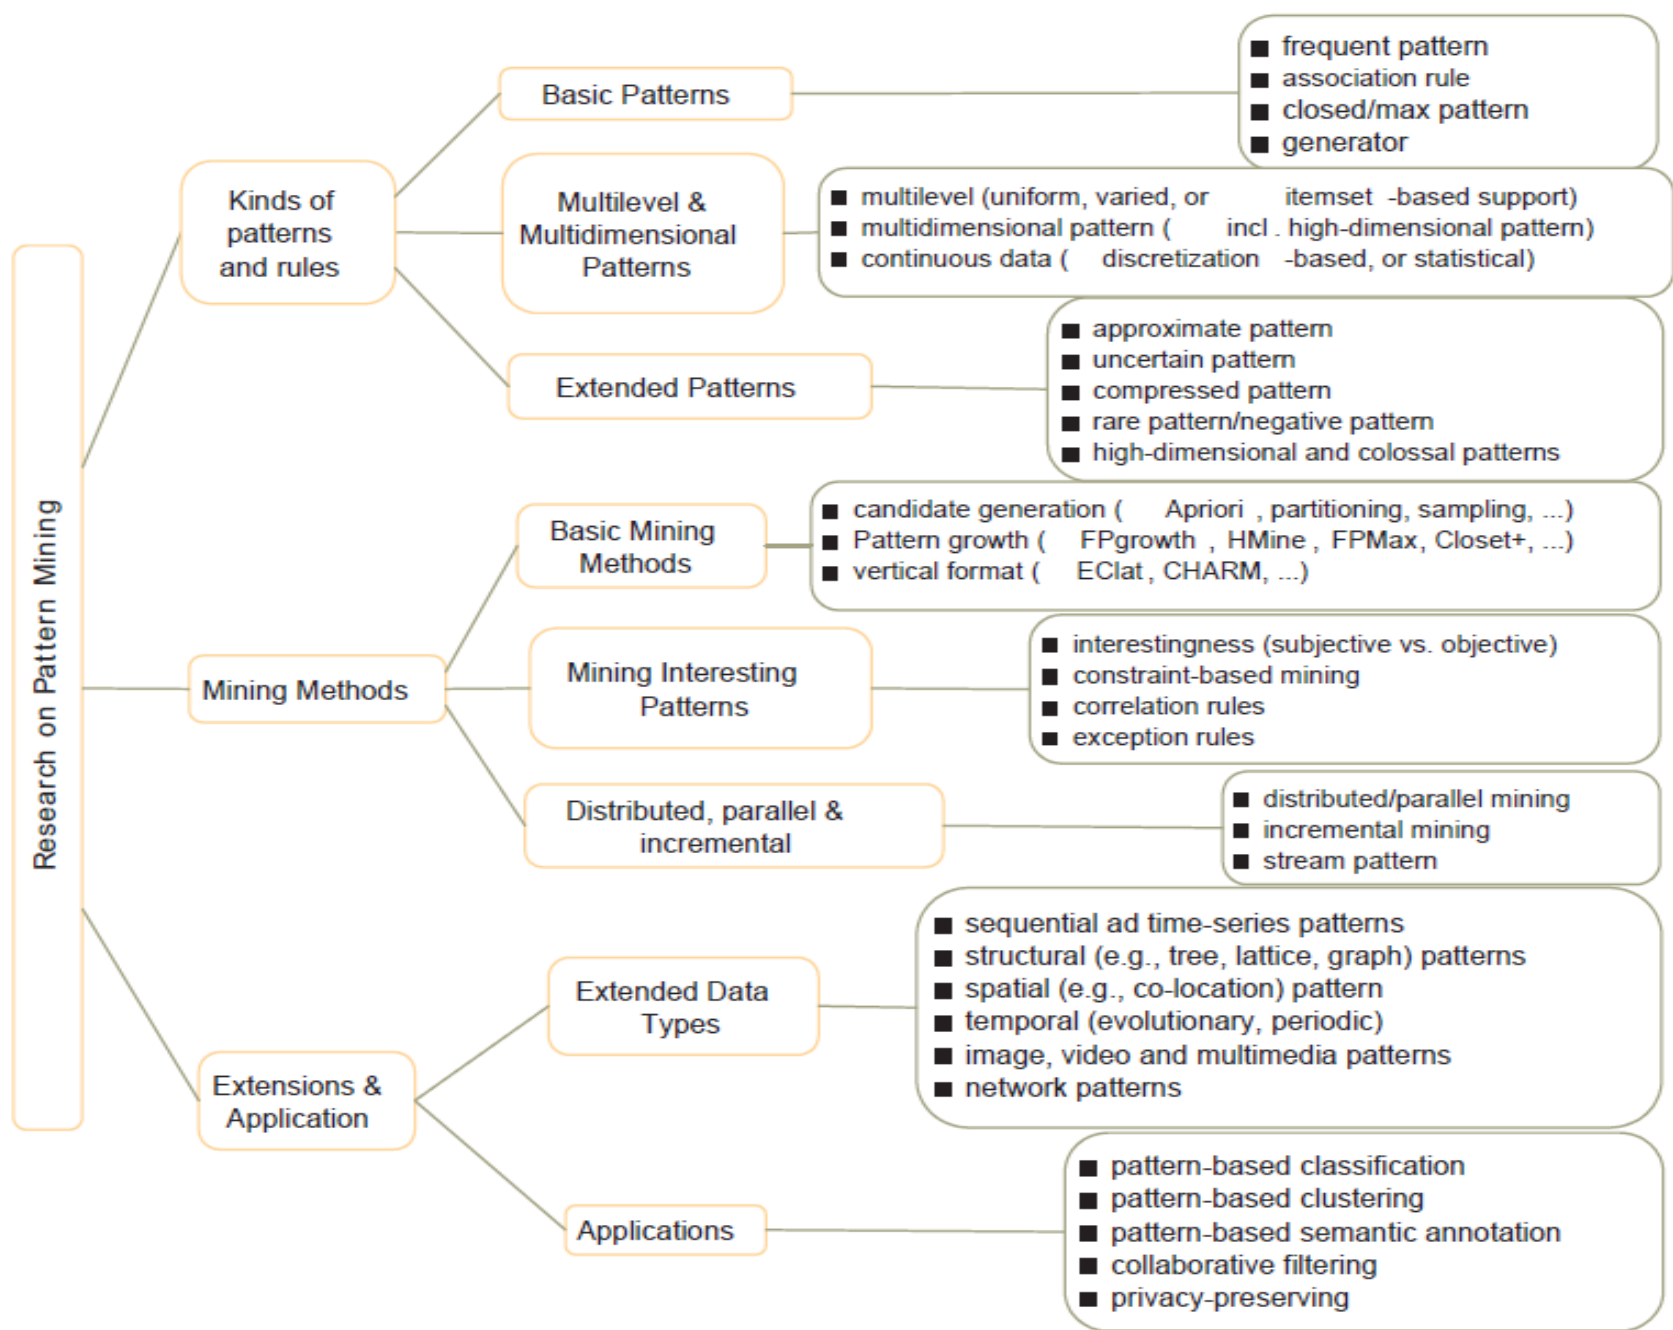 Research on Pattern Mining
Kinds of
patterns
and rules
Basic Patterns
■ frequent pattern
■ association rule
■ closed/max pattern
■ generator
Multilevel &
Multidimensional
Patterns
■ multilevel (uniform, varied, or itemset -based support)
■ multidimensional pattern ( incl . high-dimensional pattern)
■ continuous data ( discretization -based, or statistical)
Extended Patterns
■ approximate pattern
■ uncertain pattern
■ compressed pattern
■ rare pattern/negative pattern
■ high-dimensional and colossal patterns
Mining Methods
Basic Mining
Methods
■ candidate generation ( Apriori , partitioning, sampling, ...)
■ Pattern growth ( FPgrowth , HMine , FPMax, Closet+, ...)
■ vertical format ( EClat , CHARM, ...)
Mining Interesting
Patterns
■ interestingness (subjective vs. objective)
■ constraint-based mining
■ correlation rules
■ exception rules
Distributed, parallel &
incremental
■ distributed/parallel mining
■ incremental mining
■ stream pattern
Extensions &
Application
Extended Data
Types
■ sequential ad time-series patterns
■ structural (e.g., tree, lattice, graph) patterns
■ spatial (e.g., co-location) pattern
■ temporal (evolutionary, periodic)
■ image, video and multimedia patterns
■ network patterns
Applications
■ pattern-based classification
■ pattern-based clustering
■ pattern-based semantic annotation
■ collaborative filtering
■ privacy-preserving